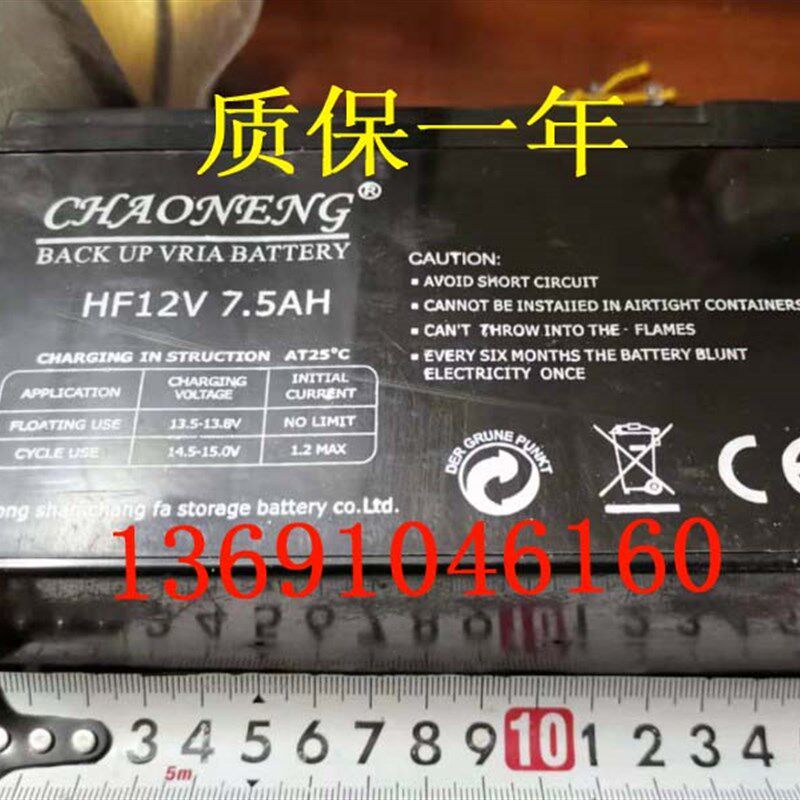 质保一年
CHAONENG®
BACK UP VRIA BATTERY
HF12V 7.5AH
CHARGING IN STRUCTION AT25°C
APPLICATION CHARGING VOLTAGE INITIAL CURRENT
FLOATING USE 13.5-13.8V NO LIMIT
CYCLE USE 14.5-15.0V 1.2 MAX
fa storage battery co.Ltd.
CAUTION:
▪ AVOID SHORT CIRCUIT
▪ CANNOT BE INSTAIIED IN AIRTIGHT CONTAINERS
▪ CAN'T THROW INTO THE · FLAMES
▪ EVERY SIX MONTHS THE BATTERY BLUNT
ELECTRICITY ONCE
DER GRUNE PUNKT
CE
13691046160
3 4 5 6 7 8 9 10 1 2 3 4
5m